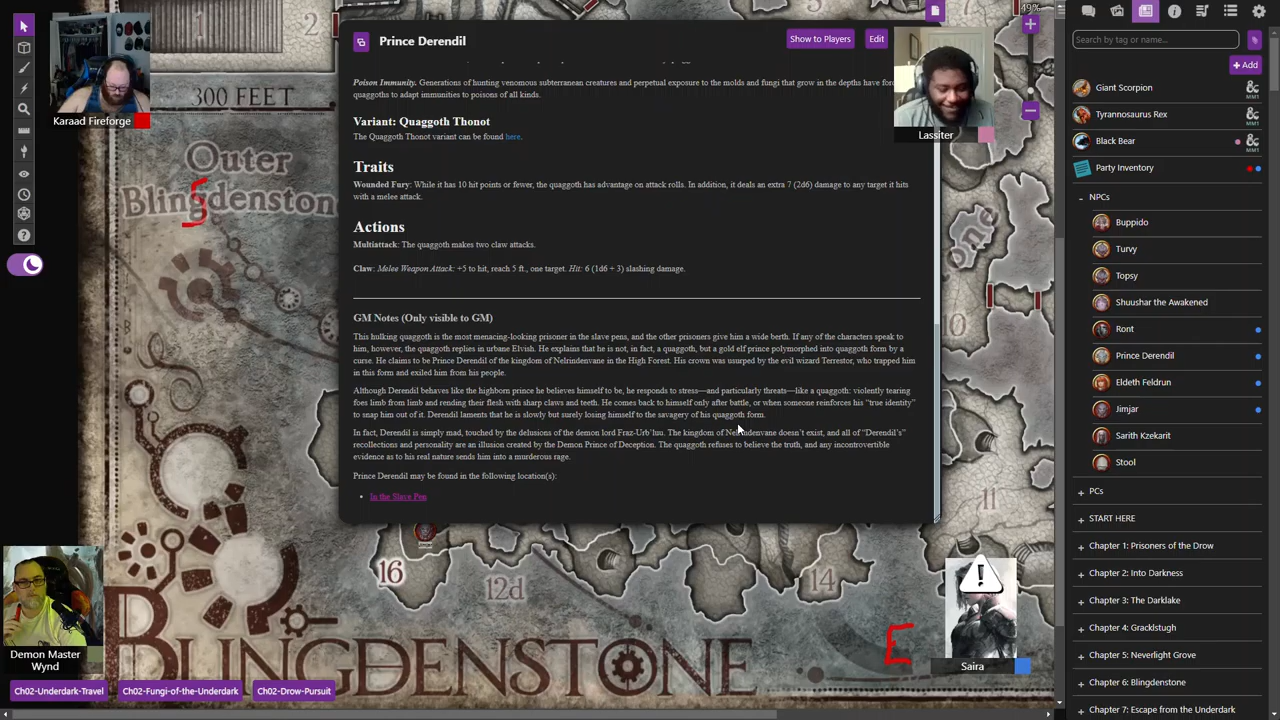 49%
2
300 FEET
Outer
Blingdenstone
S
Karaad Fireforge
Prince Derendil
Show to Players
Edit
Lassiter
Poison Immunity. Generations of hunting venomous subterranean creatures and perpetual exposure to the molds and fungi that grow in the depths have
quaggoths to adapt immunities to poisons of all kinds.
Variant: Quaggoth Thonot
The Quaggoth Thonot variant can be found here.
Traits
Wounded Fury: While it has 10 hit points or fewer, the quaggoth has advantage on attack rolls. In addition, it deals an extra 7 (2d6) damage to any target it hits
with a melee attack.
Actions
Multiattack: The quaggoth makes two claw attacks.
Claw: Melee Weapon Attack: +5 to hit, reach 5 ft., one target. Hit: 6 (1d6 + 3) slashing damage.
GM Notes (Only visible to GM)
This hulking quaggoth is the most menacing-looking prisoner in the slave pens, and the other prisoners give him a wide berth. If any of the characters speak to
him, however, the quaggoth replies in urbane Elvish. He explains that he is not, in fact, a quaggoth, but a gold elf prince polymorphed into quaggoth form by a
curse. He claims to be Prince Derendil of the kingdom of Nelrindenvane in the High Forest. His crown was usurped by the evil wizard Terrestor, who trapped him
in this form and exiled him from his people.
Although Derendil behaves like the highborn prince he believes himself to be, he responds to stress—and particularly threats—like a quaggoth: violently tearing
foes limb from limb and rending their flesh with sharp claws and teeth. He comes back to himself only after battle, or when someone reinforces his “true identity”
to snap him out of it. Derendil laments that he is slowly but surely losing himself to the savagery of his quaggoth form.
In fact, Derendil is simply mad, touched by the delusions of the demon lord Fraz-Urb’luu. The kingdom of Nelrindenvane doesn’t exist, and all of “Derendil’s”
recollections and personality are an illusion created by the Demon Prince of Deception. The quaggoth refuses to believe the truth, and any incontrovertible
evidence as to his real nature sends him into a murderous rage.
Prince Derendil may be found in the following location(s):
In the Slave Pen
10
11
16
12d
14
BLINGDENSTONE
E
Demon Master
Wynd
Saira
Ch02-Underdark-Travel
Ch02-Fungi-of-the-Underdark
Ch02-Drow-Pursuit
Search by tag or name...
+ Add
Giant Scorpion
MM1
Tyrannosaurus Rex
MM1
Black Bear
MM1
Party Inventory
NPCs
Buppido
Turvy
Topsy
Shuushar the Awakened
Ront
Prince Derendil
Eldeth Feldrun
Jimjar
Sarith Kzekarit
Stool
PCs
START HERE
Chapter 1: Prisoners of the Drow
Chapter 2: Into Darkness
Chapter 3: The Darklake
Chapter 4: Gracklstugh
Chapter 5: Neverlight Grove
Chapter 6: Blingdenstone
Chapter 7: Escape from the Underdark